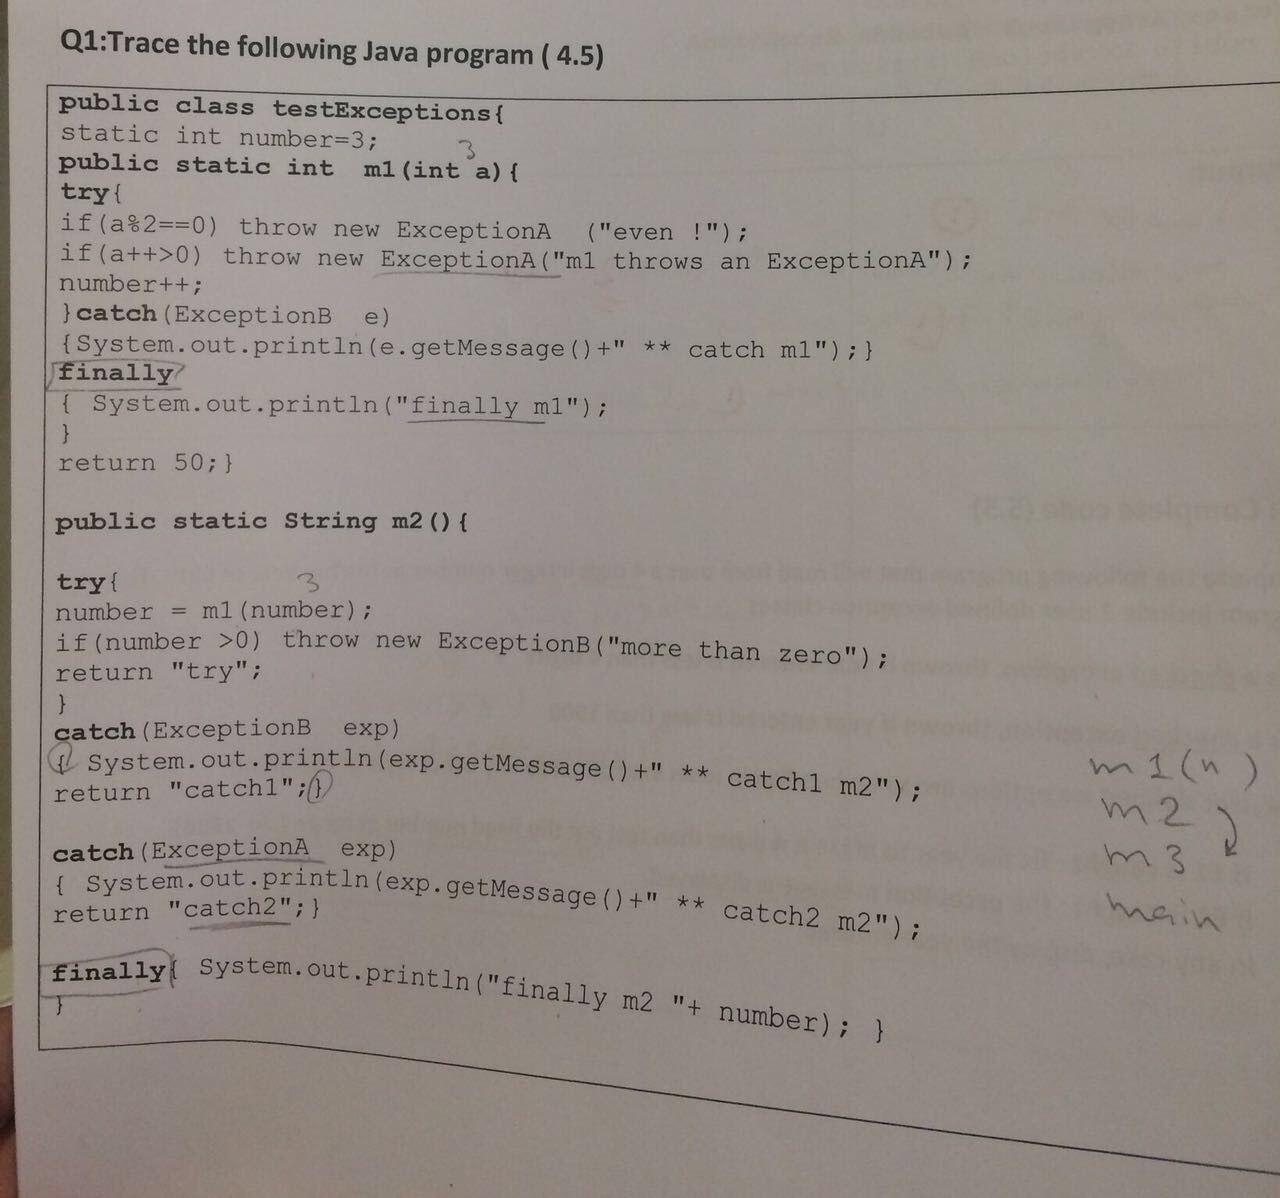 Q1:Trace the following Java program ( 4.5)
public class testExceptions{
static int number=3;
3
public static int m1(int a){
try{
if(a%2==0) throw new ExceptionA ("even !");
if(a++>0) throw new ExceptionA("m1 throws an ExceptionA");
number++;
}catch(ExceptionB e)
{System.out.println(e.getMessage()+" ** catch m1");}
finally
{ System.out.println("finally m1");
}
return 50;}
public static String m2(){
try{
3
number = m1(number);
if(number >0) throw new ExceptionB("more than zero");
return "try";
}
catch(ExceptionB exp)
{ System.out.println(exp.getMessage()+" ** catch1 m2");
return "catch1";}
catch(ExceptionA exp)
{ System.out.println(exp.getMessage()+" ** catch2 m2");
return "catch2";}
finally{ System.out.println("finally m2 "+ number); }
}
m1(n)
m2
m3
main